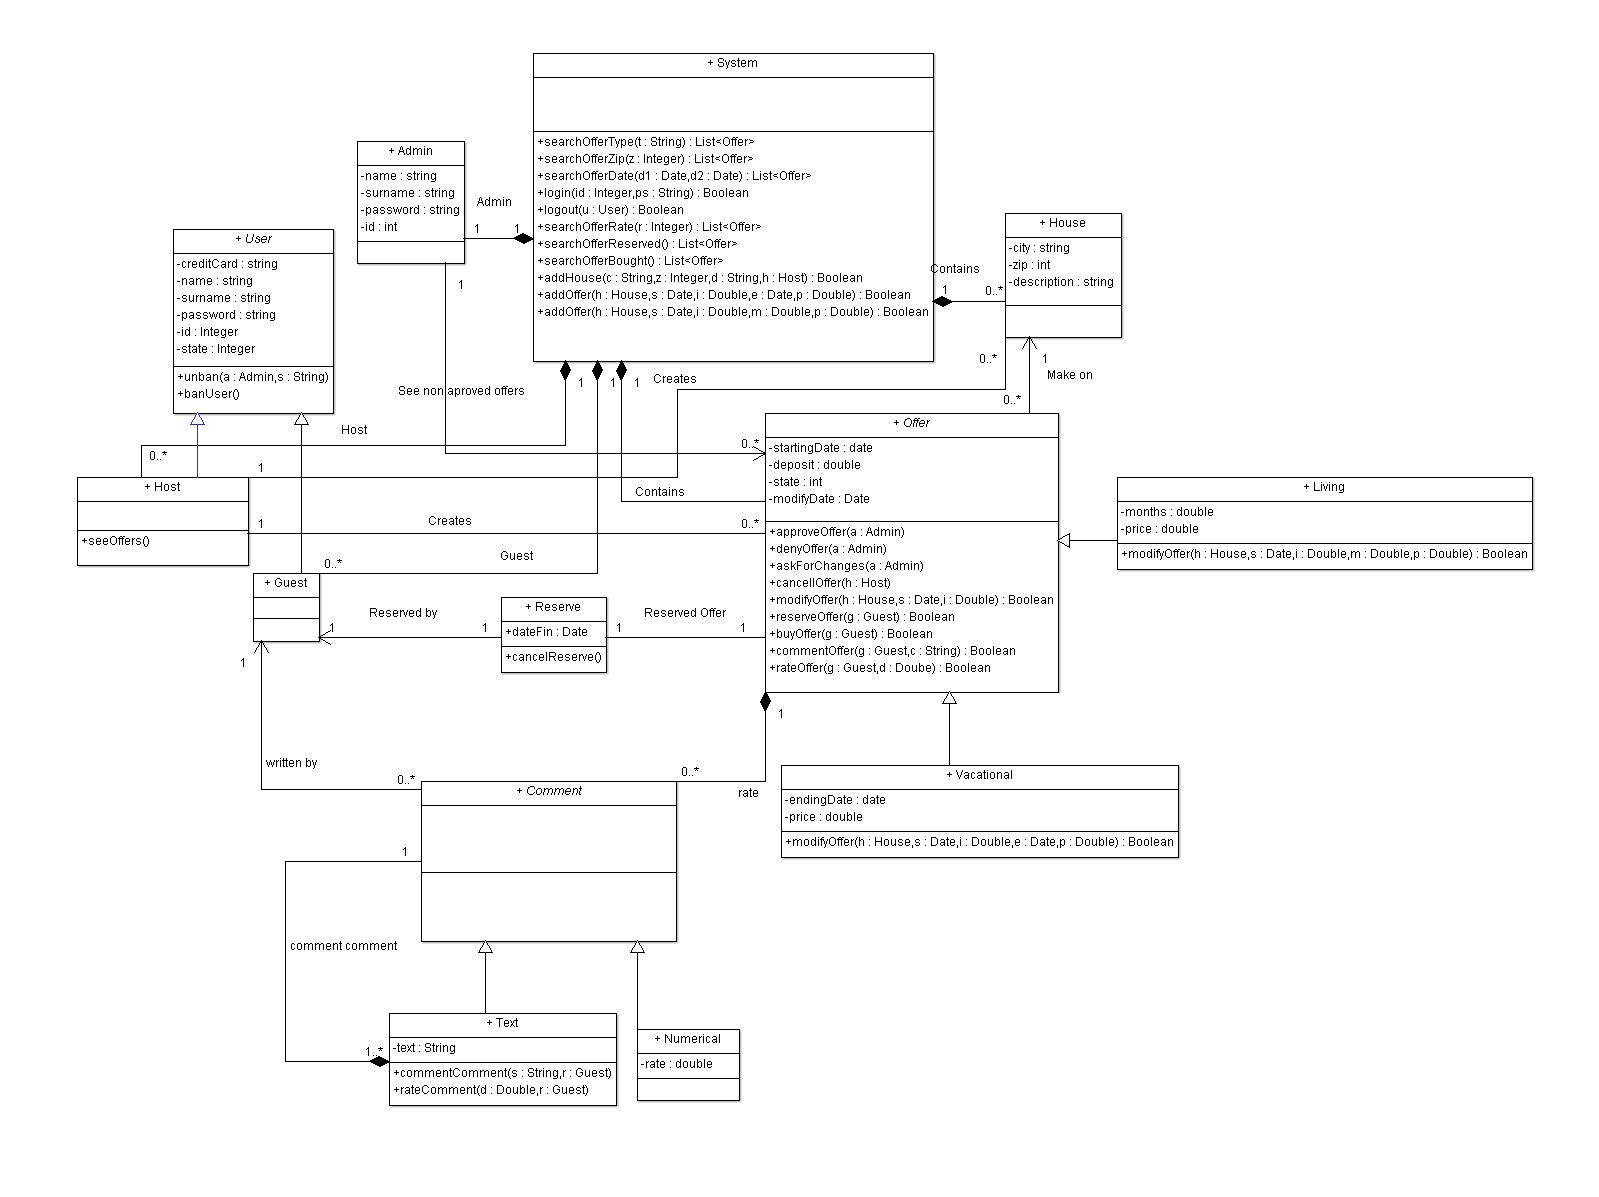 + System
+searchOfferType(t : String) : List<Offer>
+searchOfferZip(z : Integer) : List<Offer>
+searchOfferDate(d1 : Date,d2 : Date) : List<Offer>
+login(id : Integer,ps : String) : Boolean
+logout(u : User) : Boolean
+searchOfferRate(r : Integer) : List<Offer>
+searchOfferReserved() : List<Offer>
+searchOfferBought() : List<Offer>
+addHouse(c : String,z : Integer,d : String,h : Host) : Boolean
+addOffer(h : House,s : Date,i : Double,e : Date,p : Double) : Boolean
+addOffer(h : House,s : Date,i : Double,m : Double,p : Double) : Boolean
+ Admin
-name : string
-surname : string
-password : string
-id : int
Admin
1
1
1
+ House
-city : string
-zip : int
-description : string
Contains
1
0..*
+ User
-creditCard : string
-name : string
-surname : string
-password : string
-id : Integer
-state : Integer
+unban(a : Admin,s : String)
+banUser()
See non aproved offers
1
1
1
Creates
0..*
1
Make on
0..*
Host
0..*
1
0..*
+ Offer
-startingDate : date
-deposit : double
-state : int
-modifyDate : Date
+approveOffer(a : Admin)
+denyOffer(a : Admin)
+askForChanges(a : Admin)
+cancellOffer(h : Host)
+modifyOffer(h : House,s : Date,i : Double) : Boolean
+reserveOffer(g : Guest) : Boolean
+buyOffer(g : Guest) : Boolean
+commentOffer(g : Guest,c : String) : Boolean
+rateOffer(g : Guest,d : Doube) : Boolean
+ Host
+seeOffers()
Contains
1
Creates
0..*
+ Living
-months : double
-price : double
+modifyOffer(h : House,s : Date,i : Double,m : Double,p : Double) : Boolean
Guest
0..*
+ Guest
Reserved by
1
1
+ Reserve
+dateFin : Date
+cancelReserve()
Reserved Offer
1
1
1
1
written by
0..*
0..*
rate
+ Vacational
-endingDate : date
-price : double
+modifyOffer(h : House,s : Date,i : Double,e : Date,p : Double) : Boolean
+ Comment
1
comment comment
1..*
+ Text
-text : String
+commentComment(s : String,r : Guest)
+rateComment(d : Double,r : Guest)
+ Numerical
-rate : double